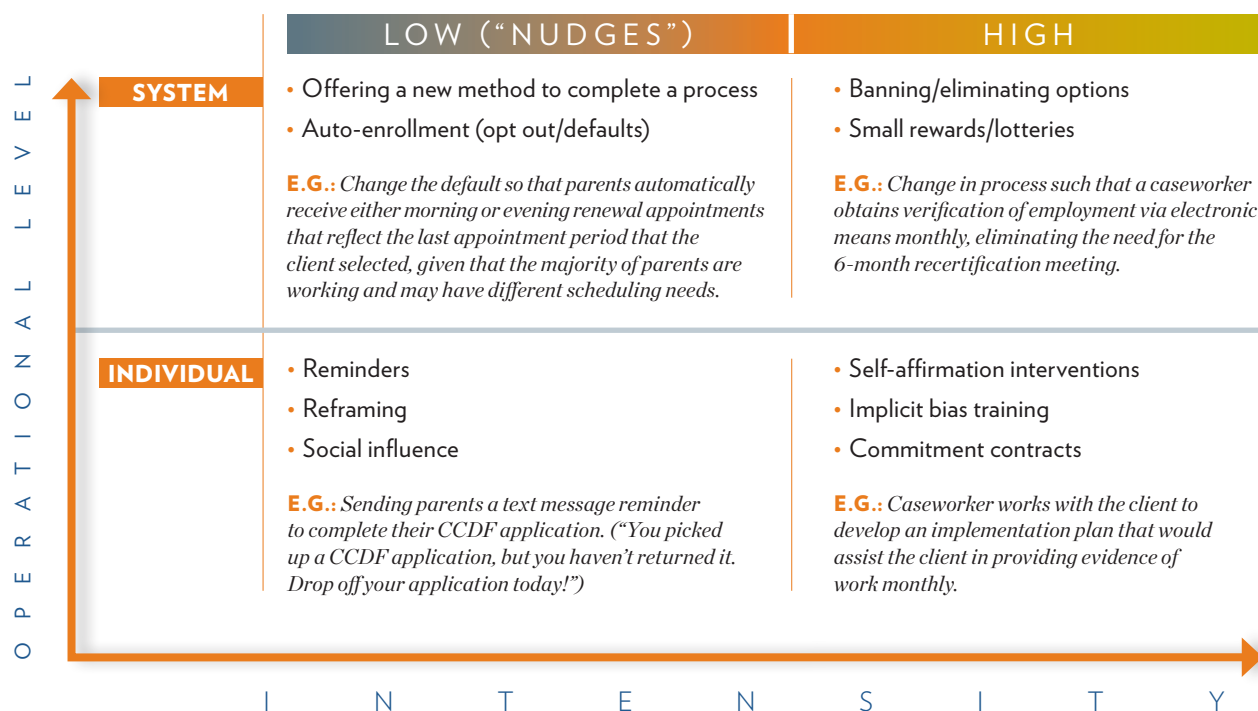 LOW (“NUDGES”)
HIGH
OPERATIONAL LEVEL
SYSTEM
• Offering a new method to complete a process
• Auto-enrollment (opt out/defaults)
E.G.: Change the default so that parents automatically
receive either morning or evening renewal appointments
that reflect the last appointment period that the
client selected, given that the majority of parents are
working and may have different scheduling needs.
• Banning/eliminating options
• Small rewards/lotteries
E.G.: Change in process such that a caseworker
obtains verification of employment via electronic
means monthly, eliminating the need for the
6-month recertification meeting.
INDIVIDUAL
• Reminders
• Reframing
• Social influence
E.G.: Sending parents a text message reminder
to complete their CCDF application. (“You picked
up a CCDF application, but you haven’t returned it.
Drop off your application today!”)
• Self-affirmation interventions
• Implicit bias training
• Commitment contracts
E.G.: Caseworker works with the client to
develop an implementation plan that would
assist the client in providing evidence of
work monthly.
INTENSITY